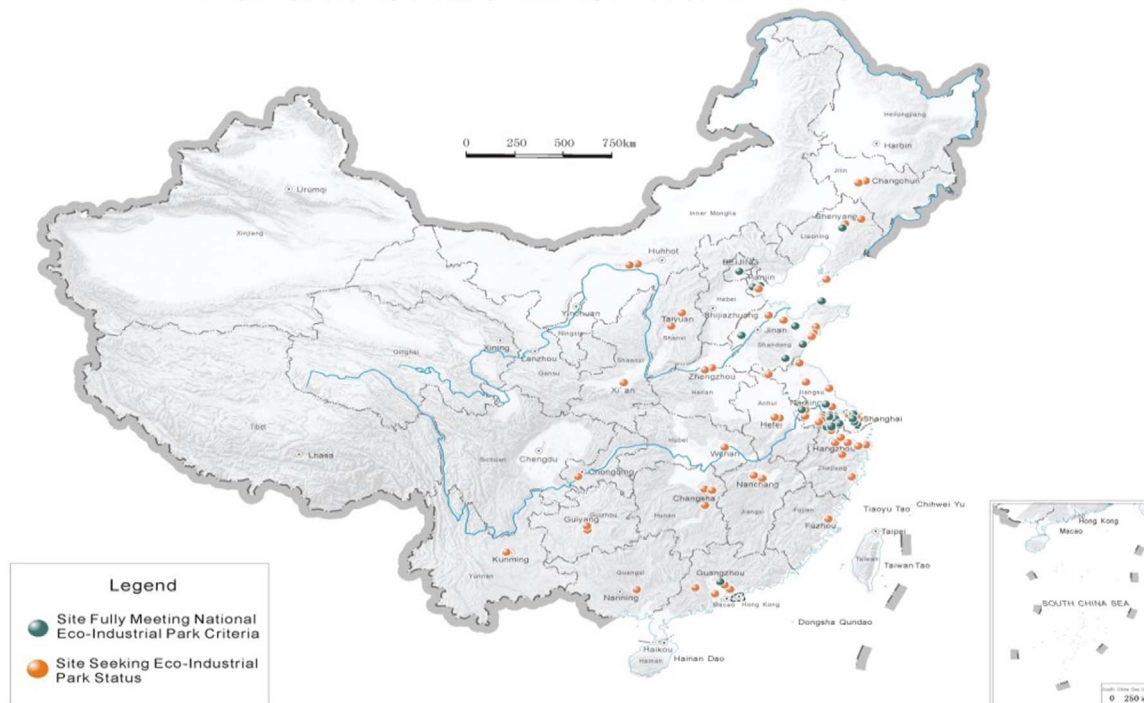 Heilongjiang
Harbin
0 250 500 750km
Jilin
Changchun
Urumqi
Inner Monglia
Shenyang
Liaoning
Xinjiang
Huhhot
BEIJING
Tianjin
Hebei
Yinchuan
Taiyuan
Shijiazhuang
Ningxia
Shanxi
Jinan
Xining
Lanzhou
Shandong
Qinghai
Gansu
Shaanxi
Zhengzhou
Xi'an
Henan
Jiangsu
Anhui
Nanjing
Hefei
Shanghai
Tibet
Hubei
Hangzhou
Lhasa
Sichuan
Chengdu
Wuhan
Zhejiang
Chongqing
Nanchang
Changsha
Guizhou
Hunan
Jiangxi
Fujian
Tiaoyu Tao
Chihwei Yu
Guiyang
Fuzhou
Taipei
Kunming
Taiwan
Taiwan Tao
Yunnan
Guangxi
Guangzhou
Nanning
Macao
Hong Kong
Dongsha Qundao
Haikou
Hainan
Hainan Dao
Legend
Site Fully Meeting National
Eco-Industrial Park Criteria
Site Seeking Eco-Industrial
Park Status
Hong Kong
Macao
SOUTH CHINA SEA
0 250